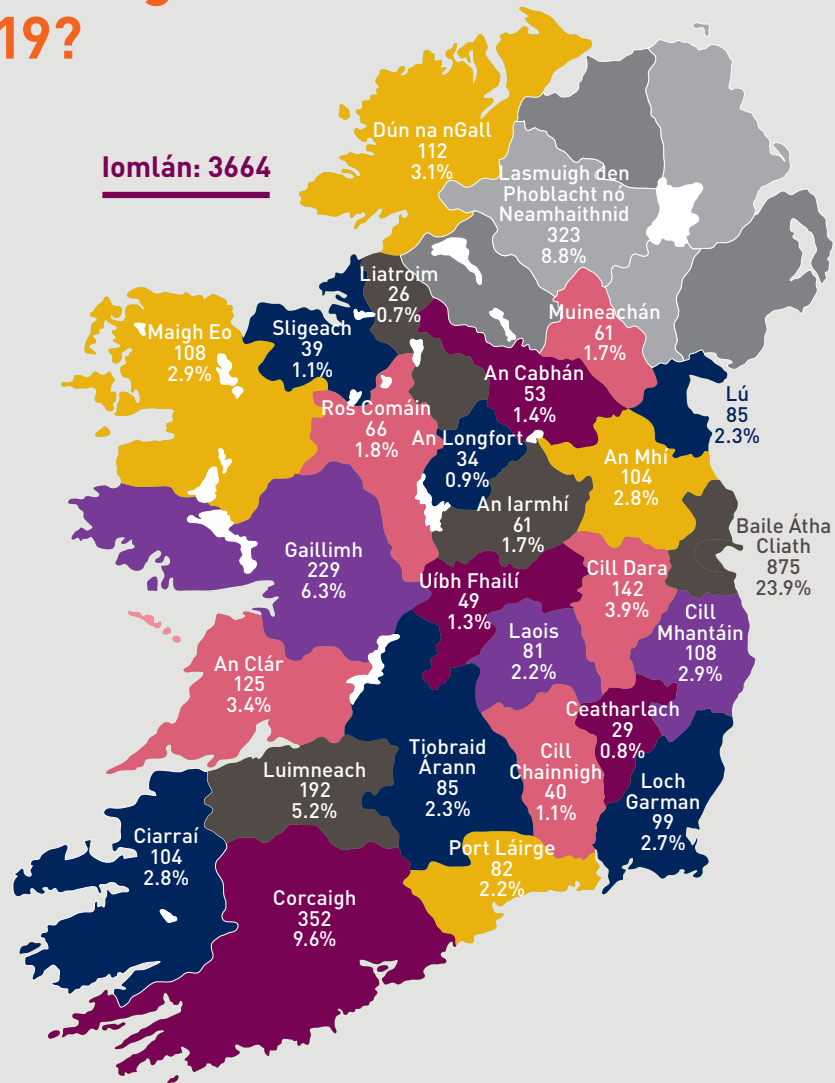 19?
Iomlán: 3664
Dún na nGall
112
3.1%
Lasmuigh den
Phoblacht nó
Neamhaithnid
323
8.8%
Liatroim
26
0.7%
Muineachán
61
1.7%
Maigh Eo
108
2.9%
Sligeach
39
1.1%
An Cabhán
53
1.4%
Lú
85
2.3%
Ros Comáin
66
1.8%
An Longfort
34
0.9%
An Mhí
104
2.8%
An Iarmhí
61
1.7%
Baile Átha
Cliath
875
23.9%
Gaillimh
229
6.3%
Uíbh Fhailí
49
1.3%
Cill Dara
142
3.9%
Laois
81
2.2%
Cill
Mhantáin
108
2.9%
An Clár
125
3.4%
Ceatharlach
29
0.8%
Tiobraid
Árann
85
2.3%
Cill
Chainnigh
40
1.1%
Luimneach
192
5.2%
Loch
Garman
99
2.7%
Ciarraí
104
2.8%
Port Láirge
82
2.2%
Corcaigh
352
9.6%